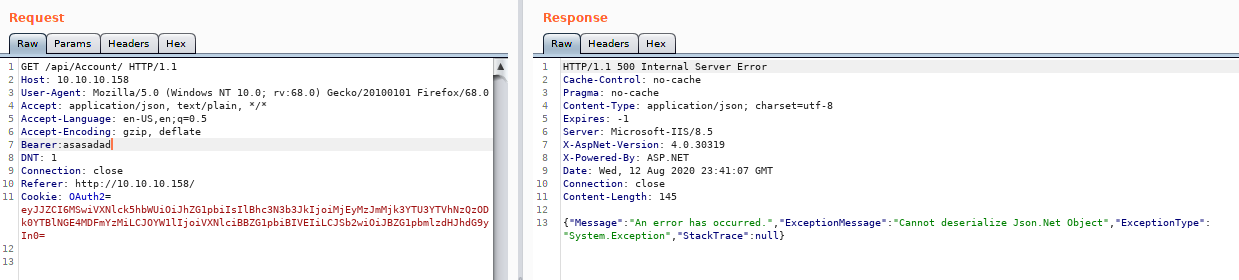 Request
Raw Params Headers Hex
1 GET /api/Account/ HTTP/1.1
2 Host: 10.10.10.158
3 User-Agent: Mozilla/5.0 (Windows NT 10.0; rv:68.0) Gecko/20100101 Firefox/68.0
4 Accept: application/json, text/plain, */*
5 Accept-Language: en-US,en;q=0.5
6 Accept-Encoding: gzip, deflate
7 Bearer:asasadad
8 DNT: 1
9 Connection: close
10 Referer: http://10.10.10.158/
11 Cookie: OAuth2=
eyJJZCI6MSwiVXNlck5hbWUiOiJhZG1pbiIsIlBhc3N3b3JkIjoiMjEyMzJmMjk3YTU3YTVhNzQzOD
k0YTBlNGE4MDFmYzMiLCJOYW1lIjoiVXNlciBBZG1pbiBIVEIiLCJSb2wiOiJBZG1pbmlzdHJhdG9y
In0=
12
13
Response
Raw Headers Hex
1 HTTP/1.1 500 Internal Server Error
2 Cache-Control: no-cache
3 Pragma: no-cache
4 Content-Type: application/json; charset=utf-8
5 Expires: -1
6 Server: Microsoft-IIS/8.5
7 X-AspNet-Version: 4.0.30319
8 X-Powered-By: ASP.NET
9 Date: Wed, 12 Aug 2020 23:41:07 GMT
10 Connection: close
11 Content-Length: 145
12
13 {"Message":"An error has occurred.","ExceptionMessage":"Cannot deserialize Json.Net Object","ExceptionType":
"System.Exception","StackTrace":null}